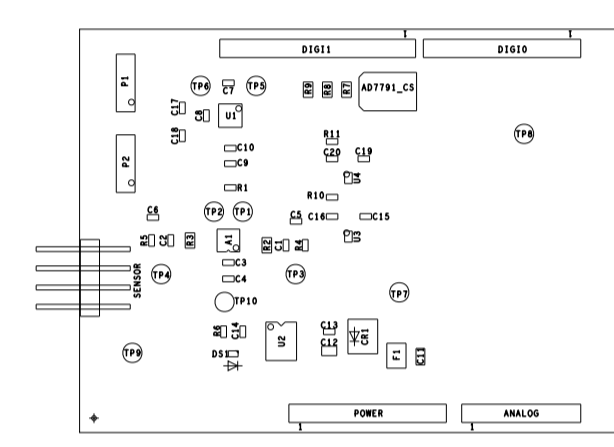 1
1
DIGI1
DIGI0
P1
TP6
C7
TP5
R9
R8
R7
AD7791_CS
C17
C8
U1
TP8
C18
R11
C10
C20
C19
P2
C9
U4
R1
R10
C6
TP2
TP1
C5
C16
C15
R5
C2
R3
A1
R2
C1
R4
U3
C3
SENSOR
TP4
C4
TP3
TP10
TP7
R6
C14
U2
C13
C12
CR1
TP9
DS1
F1
C11
POWER
ANALOG
1
1